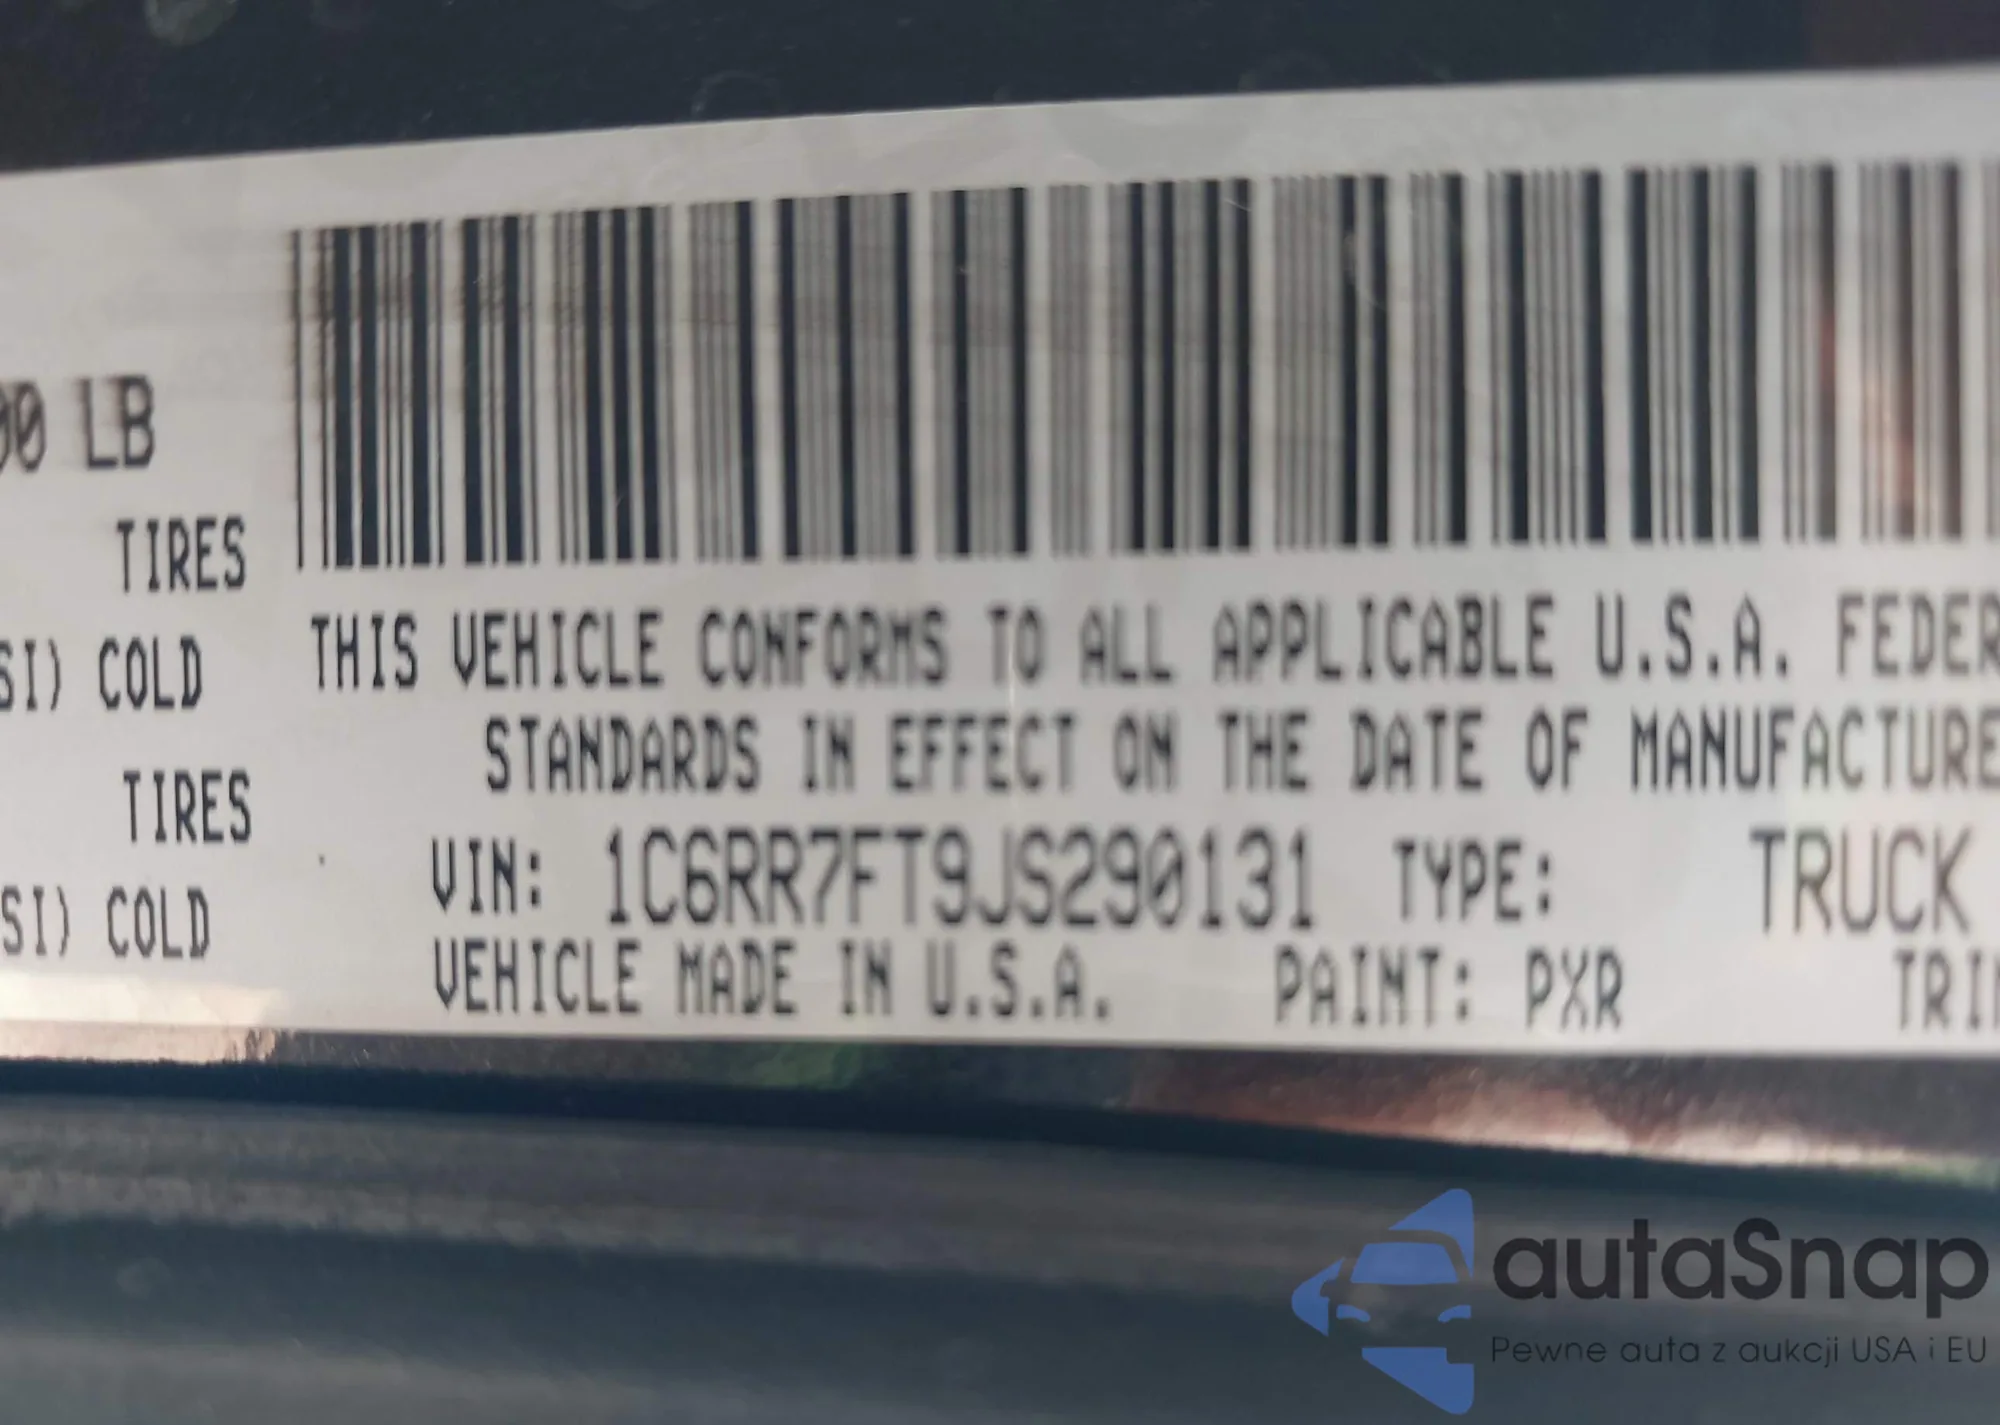 00 LB
TIRES
SI) COLD
TIRES
SI) COLD
THIS VEHICLE CONFORMS TO ALL APPLICABLE U.S.A. FEDER
STANDARDS IN EFFECT ON THE DATE OF MANUFACTURE
VIN: 1C6RR7FT9JS290131 TYPE: TRUCK
VEHICLE MADE IN U.S.A. PAINT: PXR TRI
autaSnap
Pewne auta z aukcji USA i EU